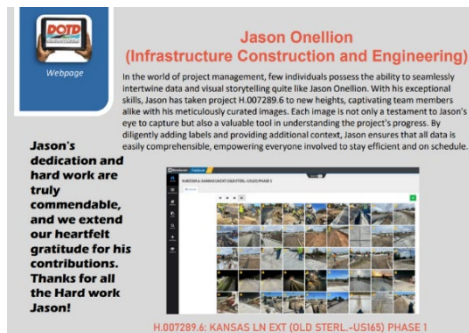 DOTD
Webpage
Jason Onellion
(Infrastructure Construction and Engineering)
In the world of project management, few individuals possess the ability to seamlessly
intertwine data and visual storytelling quite like Jason Onellion. With his exceptional
skills, Jason has taken project H.007289.6 to new heights, captivating team members
alike with his meticulously curated images. Each image is not only a testament to Jason's
eye to capture but also a valuable tool in understanding the project's progress. By
diligently adding labels and providing additional context, Jason ensures that all data is
easily comprehensible, empowering everyone involved to stay efficient and on schedule.
Jason's
dedication and
hard work are
truly
commendable,
and we extend
our heartfelt
gratitude for his
contributions.
Thanks for all
the Hard work
Jason!
H.007289.6: KANSAS LN EXT (OLD STERL.-US165) PHASE 1